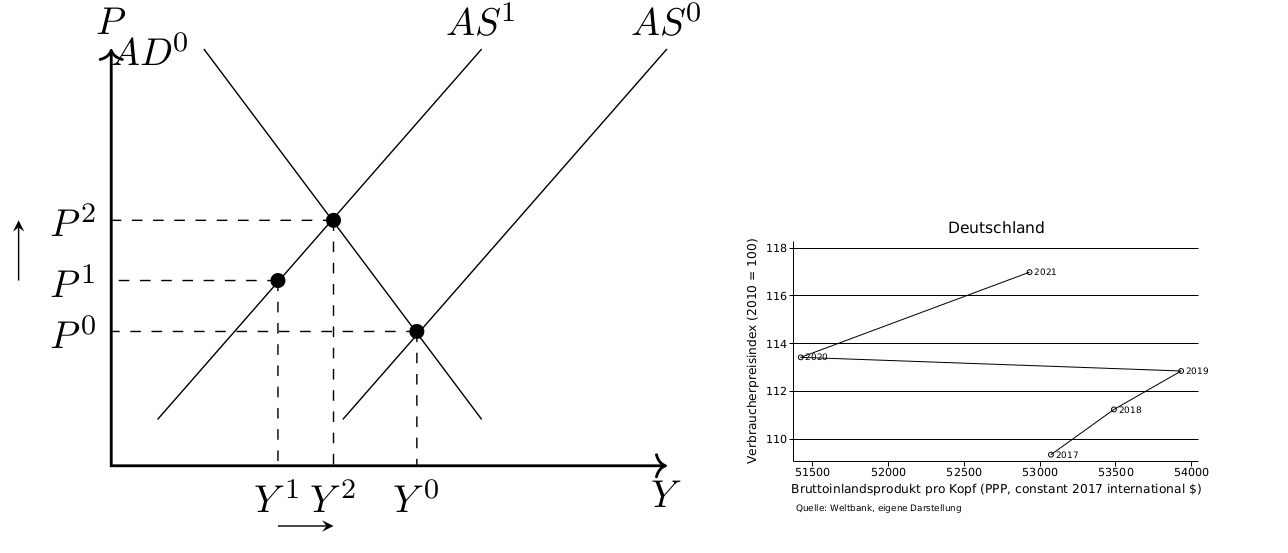 P
AD⁰
AS¹
AS⁰
P²
P¹
P⁰
Y¹ Y² Y⁰
Y
Deutschland
Verbraucherpreisindex (2010 = 100)
118
116
114
112
110
2021
2020
2019
2018
2017
51500 52000 52500 53000 53500 54000
Bruttoinlandsprodukt pro Kopf (PPP, constant 2017 international $)
Quelle: Weltbank, eigene Darstellung